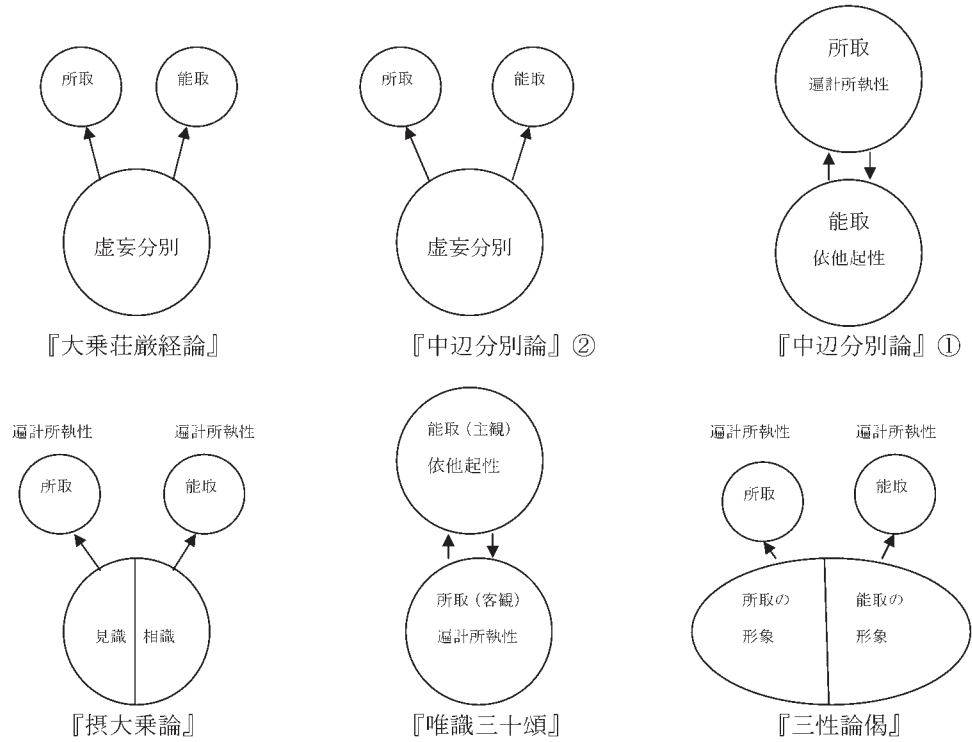 所取
能取
虚妄分別
『大乗荘厳経論』
所取
能取
虚妄分別
『中辺分別論』②
所取
遍計所執性
能取
依他起性
『中辺分別論』①
遍計所執性
遍計所執性
所取
能取
見識
相識
『摂大乗論』
能取(主観)
依他起性
所取(客観)
遍計所執性
『唯識三十頌』
遍計所執性
遍計所執性
所取
能取
所取の
形象
能取の
形象
『三性論偈』